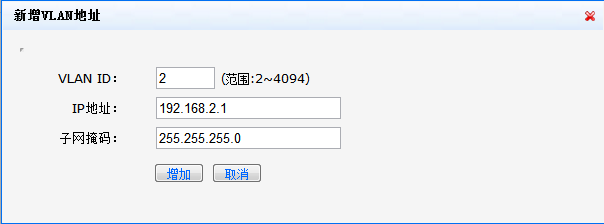 新增VLAN地址
VLAN ID: 2 (范围:2~4094)
IP地址: 192.168.2.1
子网掩码: 255.255.255.0
增加 取消